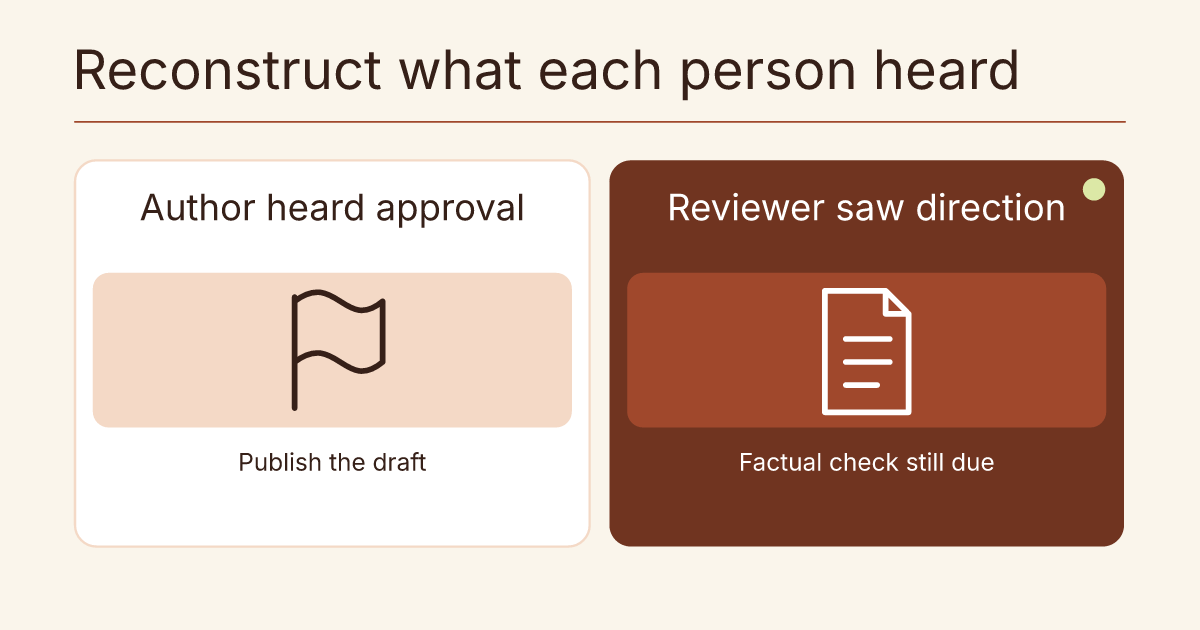 Reconstruct what each person heard
Author heard approval
Publish the draft
Reviewer saw direction
Factual check still due